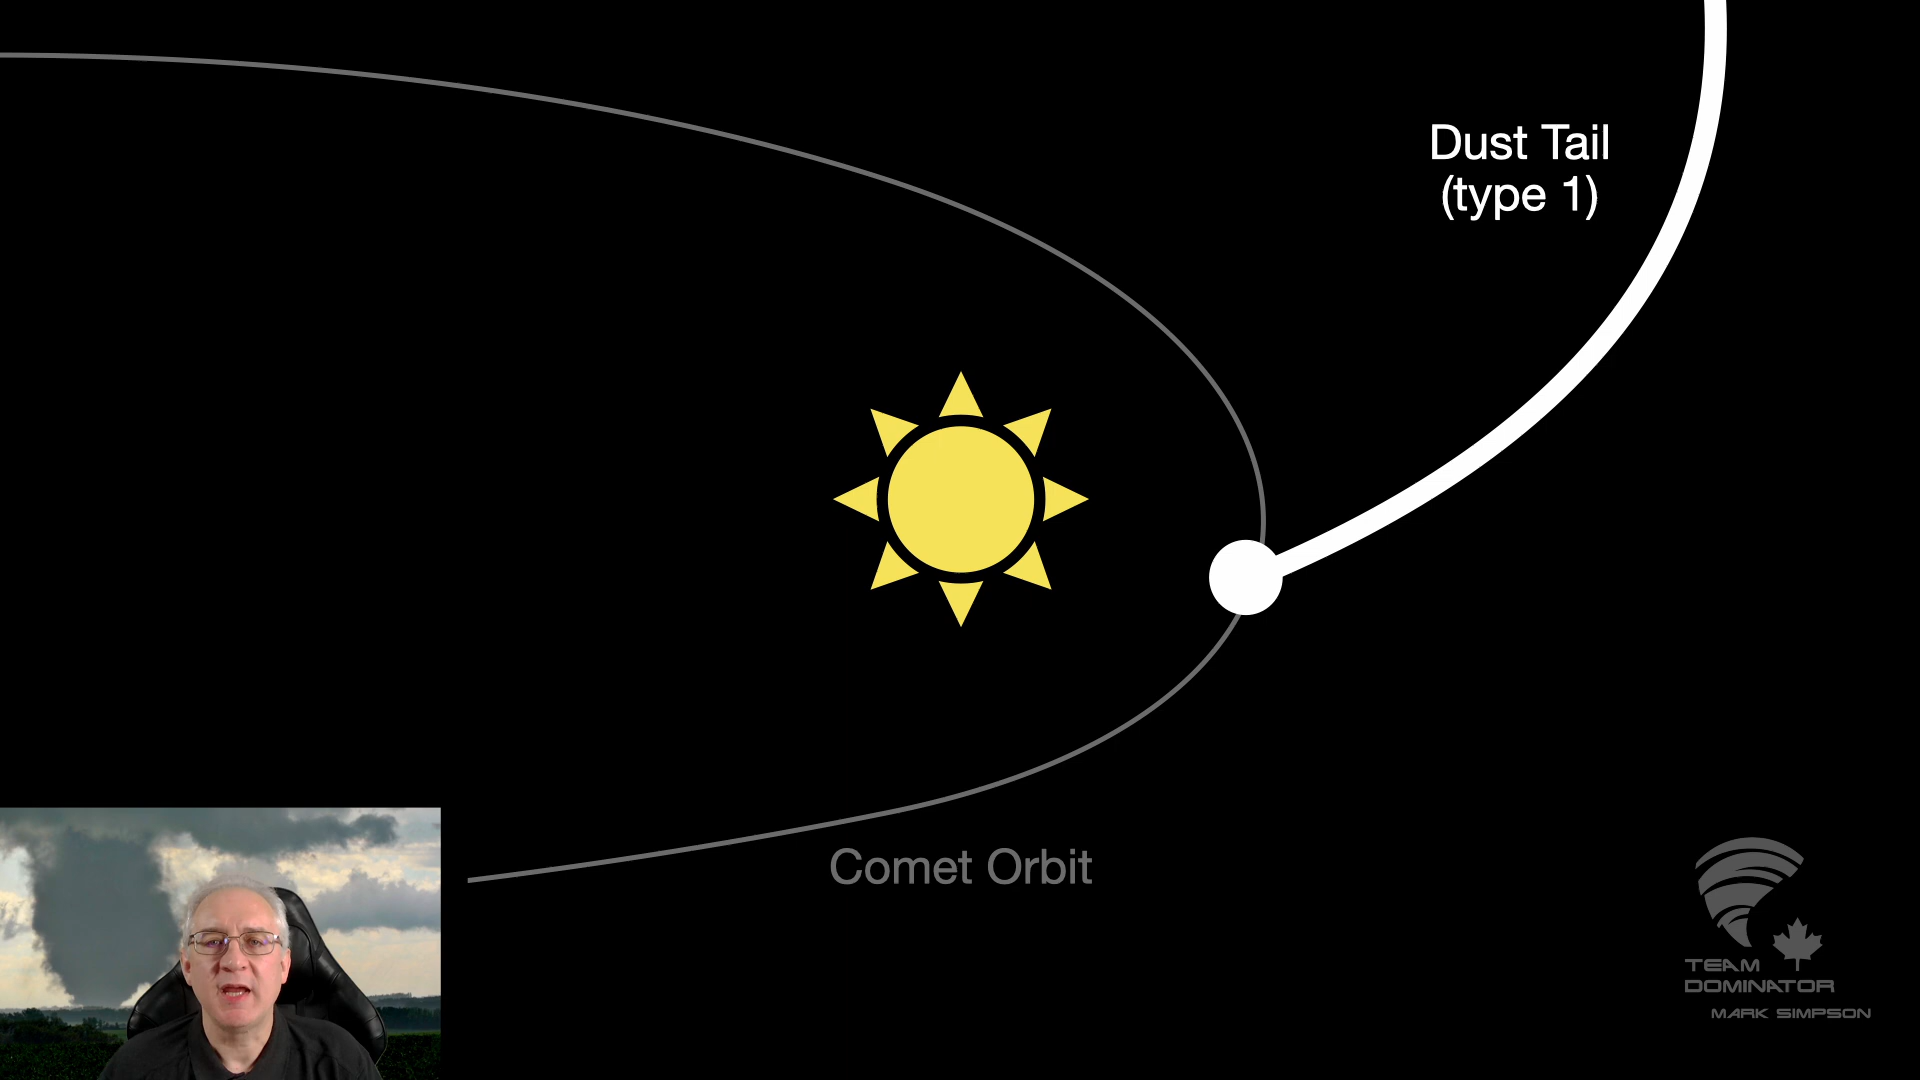 Dust Tail
(type 1)
Comet Orbit
TEAM
DOMINATOR
MARK SIMPSON